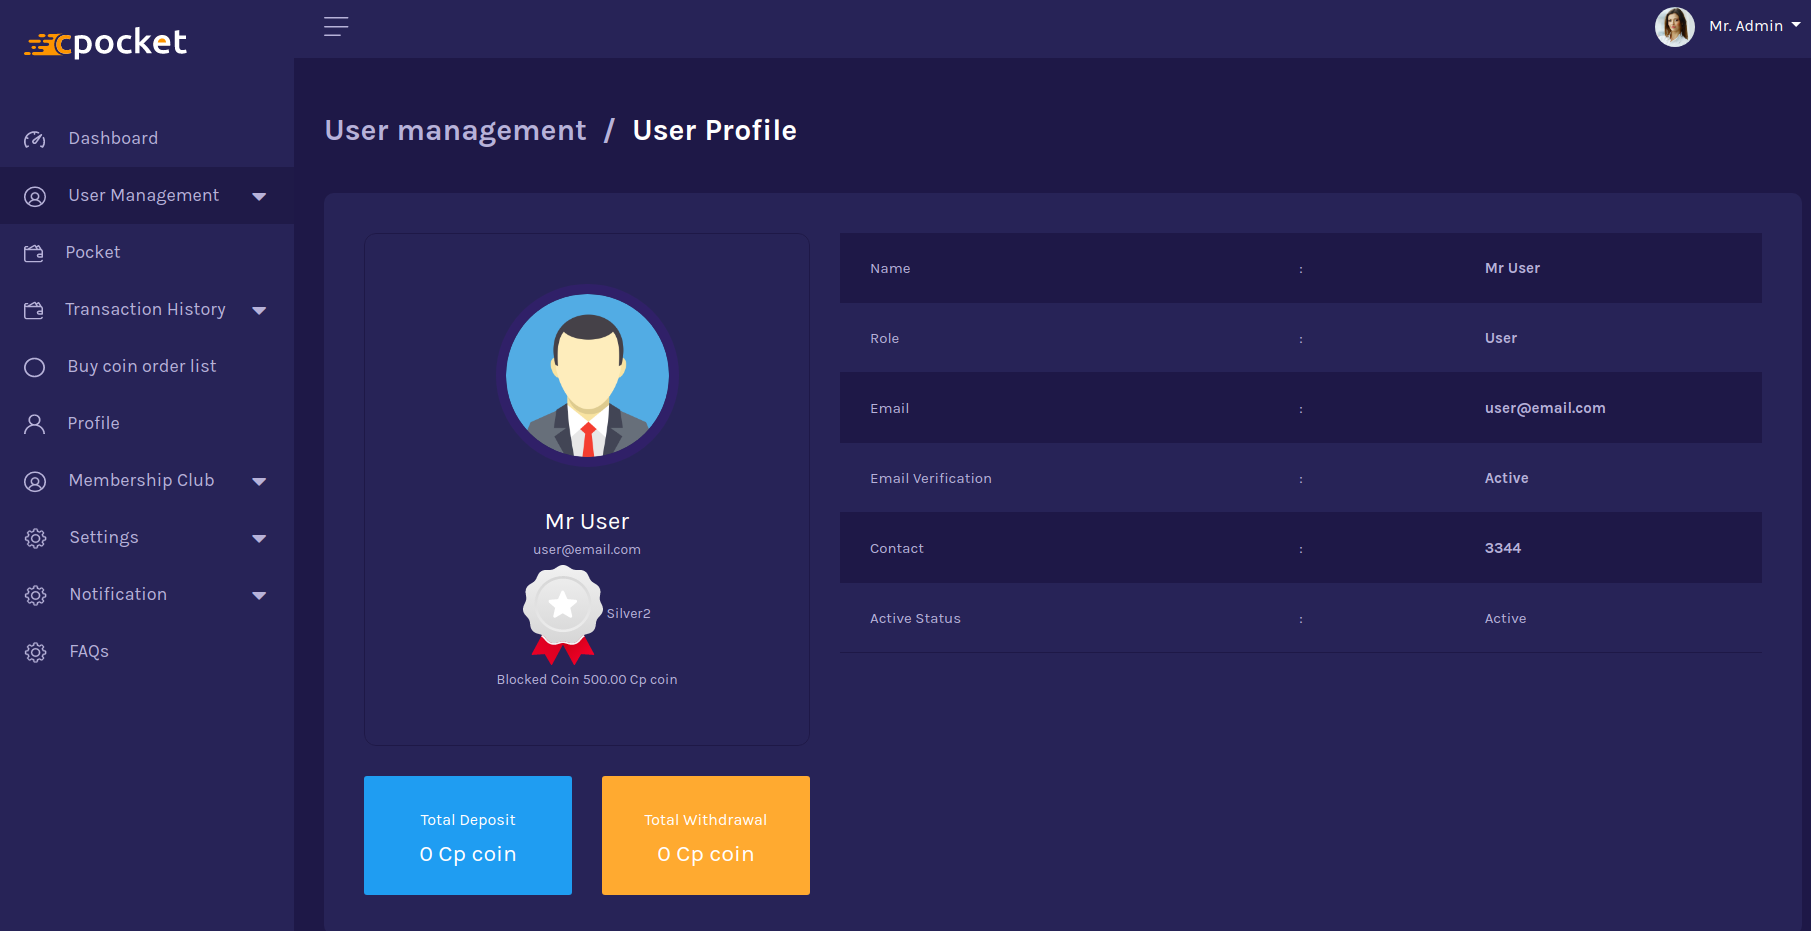 cpocket
Mr. Admin
Dashboard
User Management
Pocket
Transaction History
Buy coin order list
Profile
Membership Club
Settings
Notification
FAQs
User management / User Profile
Mr User
user@email.com
Silver2
Blocked Coin 500.00 Cp coin
Total Deposit
0 Cp coin
Total Withdrawal
0 Cp coin
Name : Mr User
Role : User
Email : user@email.com
Email Verification : Active
Contact : 3344
Active Status : Active